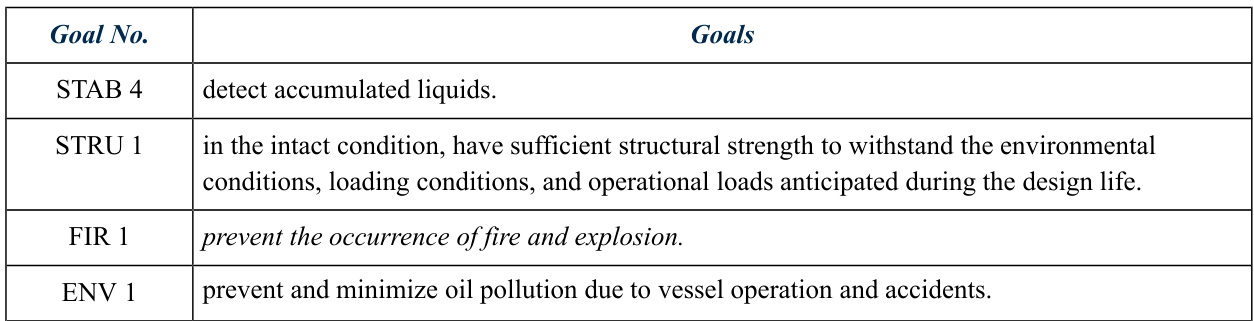 Goal No. Goals
STAB 4 detect accumulated liquids.
STRU 1 in the intact condition, have sufficient structural strength to withstand the environmental
conditions, loading conditions, and operational loads anticipated during the design life.
FIR 1 prevent the occurrence of fire and explosion.
ENV 1 prevent and minimize oil pollution due to vessel operation and accidents.